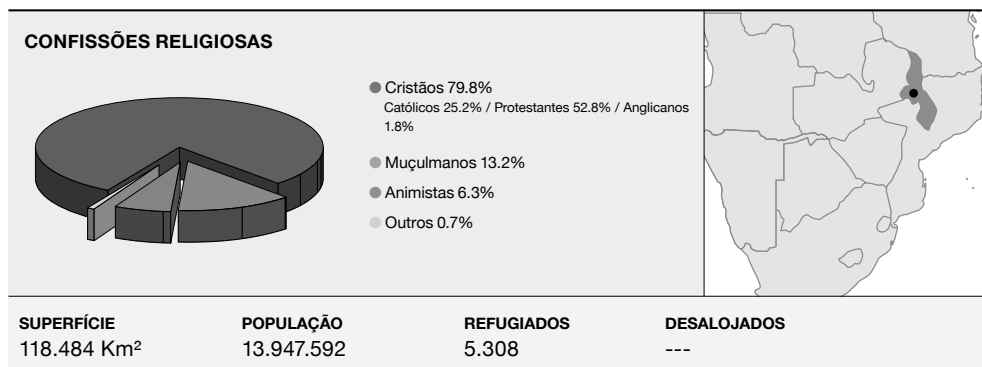 CONFISSÕES RELIGIOSAS
Cristãos 79.8%
Católicos 25.2% / Protestantes 52.8% / Anglicanos
1.8%
Muçulmanos 13.2%
Animistas 6.3%
Outros 0.7%
SUPERFÍCIE
118.484 Km²
POPULAÇÃO
13.947.592
REFUGIADOS
5.308
DESALOJADOS
---